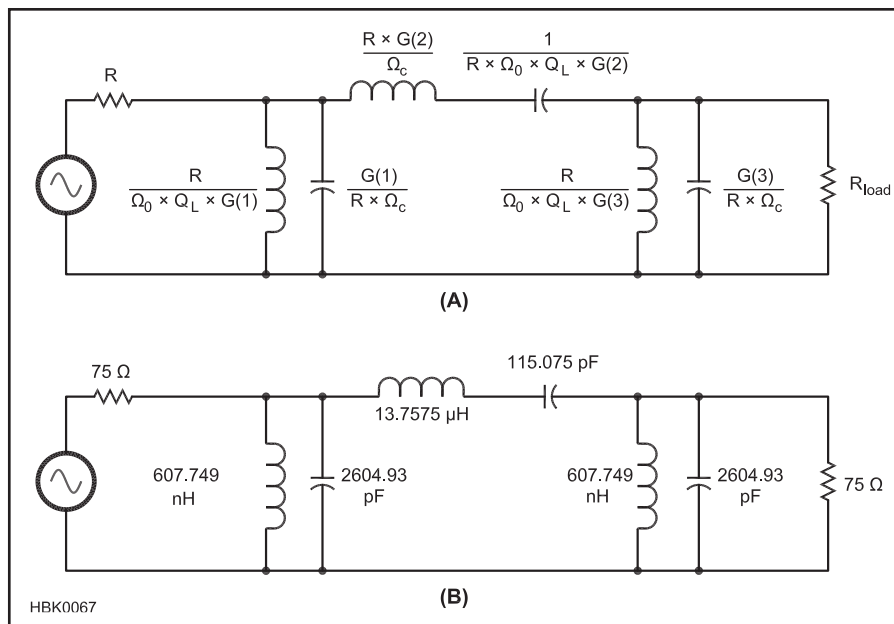 R × G(2)
Ω_c
1
R × Ω_0 × Q_L × G(2)
R
R
Ω_0 × Q_L × G(1)
G(1)
R × Ω_c
R
Ω_0 × Q_L × G(3)
G(3)
R × Ω_c
R_load
(A)
75 Ω
13.7575 µH
115.075 pF
607.749
nH
2604.93
pF
607.749
nH
2604.93
pF
75 Ω
(B)
HBK0067